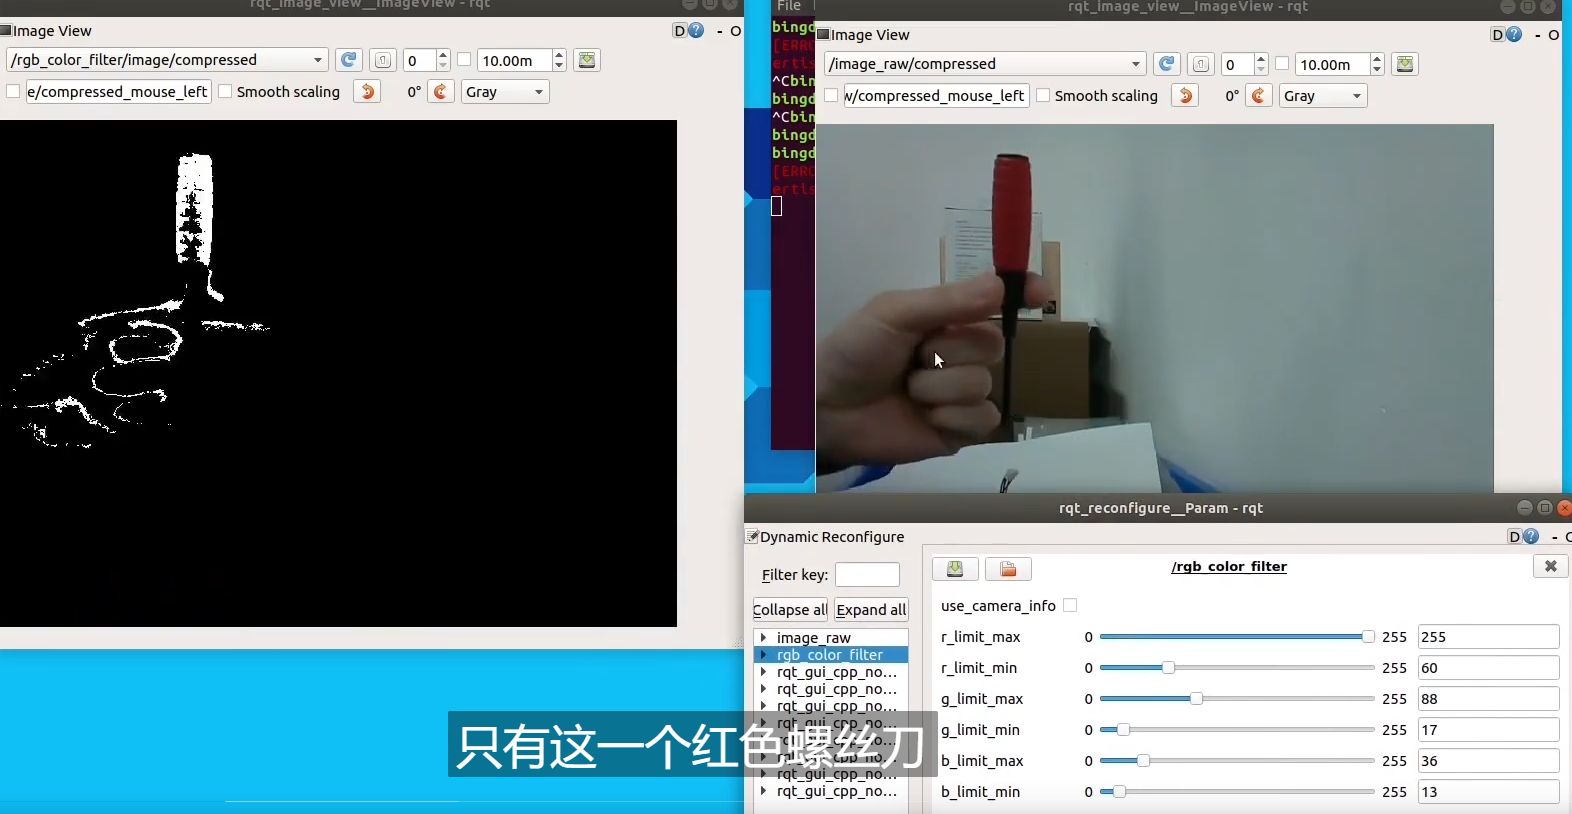 rqt_image_view__ImageView - rqt
Image View
D
- O
/rgb_color_filter/image/compressed
0
10.00m
e/compressed_mouse_left
Smooth scaling
0°
Gray
File
bingd
[ERRO
ertis
^Cbin
bingd
^Cbin
bingd
bingd
[ERRO
ertis
rqt_image_view__ImageView - rqt
Image View
D
- O
/image_raw/compressed
0
10.00m
w/compressed_mouse_left
Smooth scaling
0°
Gray
rqt_reconfigure__Param - rqt
Dynamic Reconfigure
D
Filter key:
Collapse all
Expand all
image_raw
rgb_color_filter
rqt_gui_cpp_no...
rqt_gui_cpp_no...
rqt_gui_cpp_no...
rqt_gui_cpp_no...
rqt_gui_cpp_no...
rqt_gui_cpp_no...
rqt_gui_cpp_no...
rqt_gui_cpp_no...
/rgb_color_filter
use_camera_info
r_limit_max 0 255 255
r_limit_min 0 255 60
g_limit_max 0 255 88
g_limit_min 0 255 17
b_limit_max 0 255 36
b_limit_min 0 255 13
只有这一个红色螺丝刀